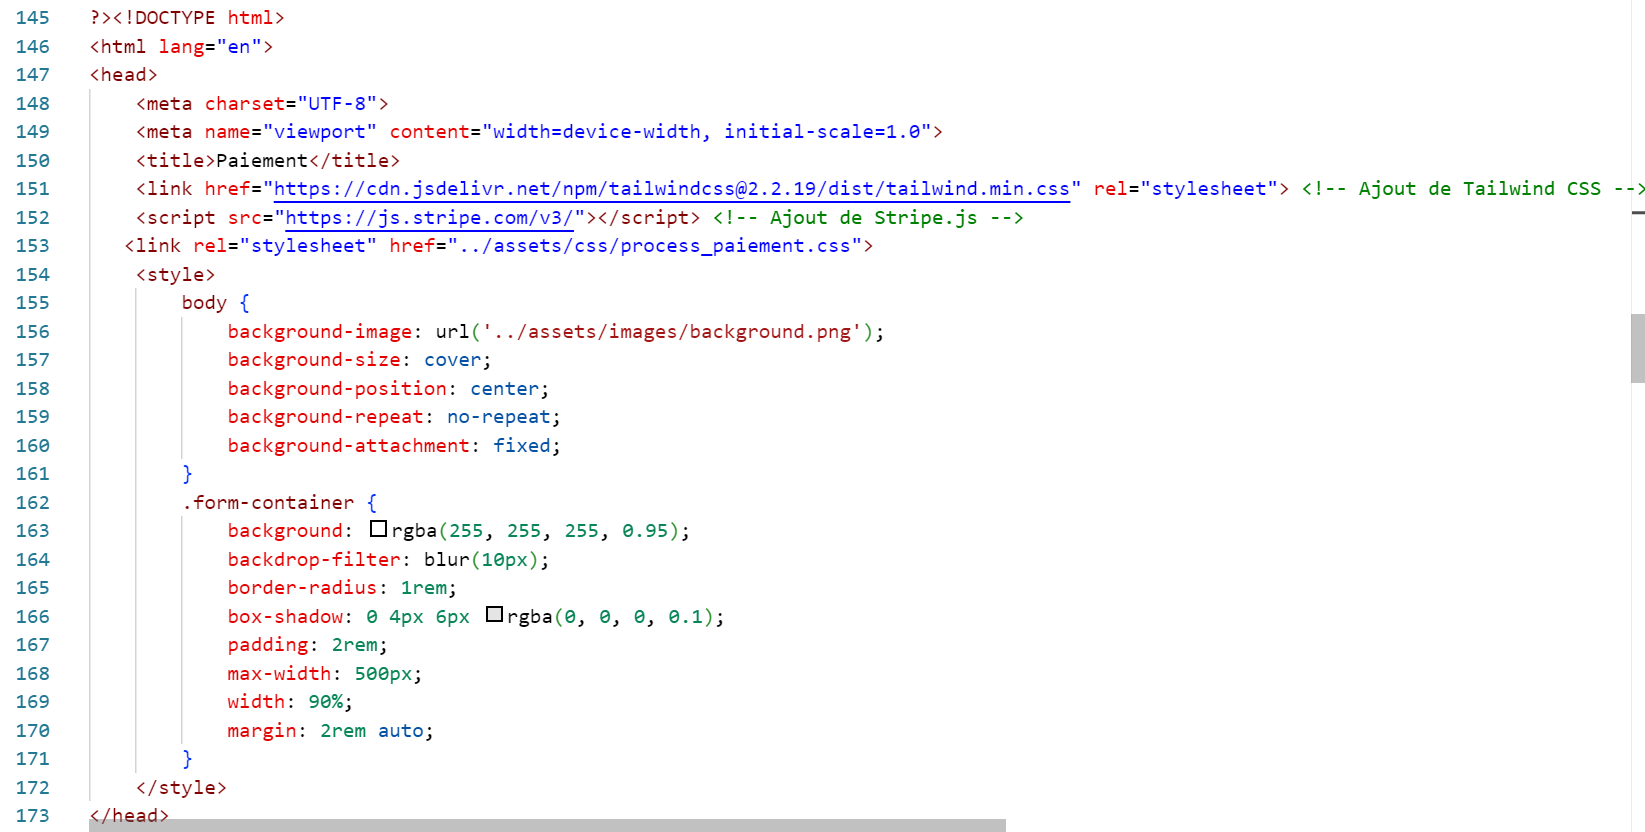 145 ?><!DOCTYPE html>
146 <html lang="en">
147 <head>
148 <meta charset="UTF-8">
149 <meta name="viewport" content="width=device-width, initial-scale=1.0">
150 <title>Paiement</title>
151 <link href="https://cdn.jsdelivr.net/npm/tailwindcss@2.2.19/dist/tailwind.min.css" rel="stylesheet"> <!-- Ajout de Tailwind CSS -->
152 <script src="https://js.stripe.com/v3/"></script> <!-- Ajout de Stripe.js -->
153 <link rel="stylesheet" href="../assets/css/process_paiement.css">
154 <style>
155 body {
156 background-image: url('../assets/images/background.png');
157 background-size: cover;
158 background-position: center;
159 background-repeat: no-repeat;
160 background-attachment: fixed;
161 }
162 .form-container {
163 background: rgba(255, 255, 255, 0.95);
164 backdrop-filter: blur(10px);
165 border-radius: 1rem;
166 box-shadow: 0 4px 6px rgba(0, 0, 0, 0.1);
167 padding: 2rem;
168 max-width: 500px;
169 width: 90%;
170 margin: 2rem auto;
171 }
172 </style>
173 </head>